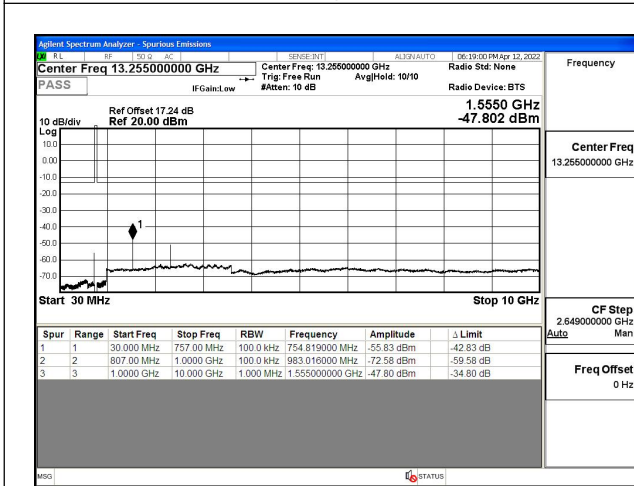 Agilent Spectrum Analyzer - Spurious Emissions
RL RF 50 Ω AC SENSE:INT ALIGN AUTO 06:19:00 PM Apr 12, 2022
Center Freq 13.255000000 GHz Center Freq: 13.255000000 GHz Radio Std: None
Trig: Free Run Avg|Hold: 10/10
PASS IFGain:Low #Atten: 10 dB Radio Device: BTS
Frequency
Ref Offset 17.24 dB 1.5550 GHz
10 dB/div Ref 20.00 dBm -47.802 dBm
Log
10.0
0.00
-10.0
-20.0
-30.0
-40.0
1
-50.0
-60.0
-70.0
Start 30 MHz Stop 10 GHz
Center Freq
13.255000000 GHz
CF Step
2.649000000 GHz
Auto Man
Freq Offset
0 Hz
Spur Range Start Freq Stop Freq RBW Frequency Amplitude Δ Limit
1 1 30.000 MHz 757.00 MHz 100.0 kHz 754.819000 MHz -55.83 dBm -42.83 dB
2 2 807.00 MHz 1.0000 GHz 100.0 kHz 983.016000 MHz -72.58 dBm -59.58 dB
3 3 1.0000 GHz 10.000 GHz 1.000 MHz 1.555000000 GHz -47.80 dBm -34.80 dB
MSG STATUS